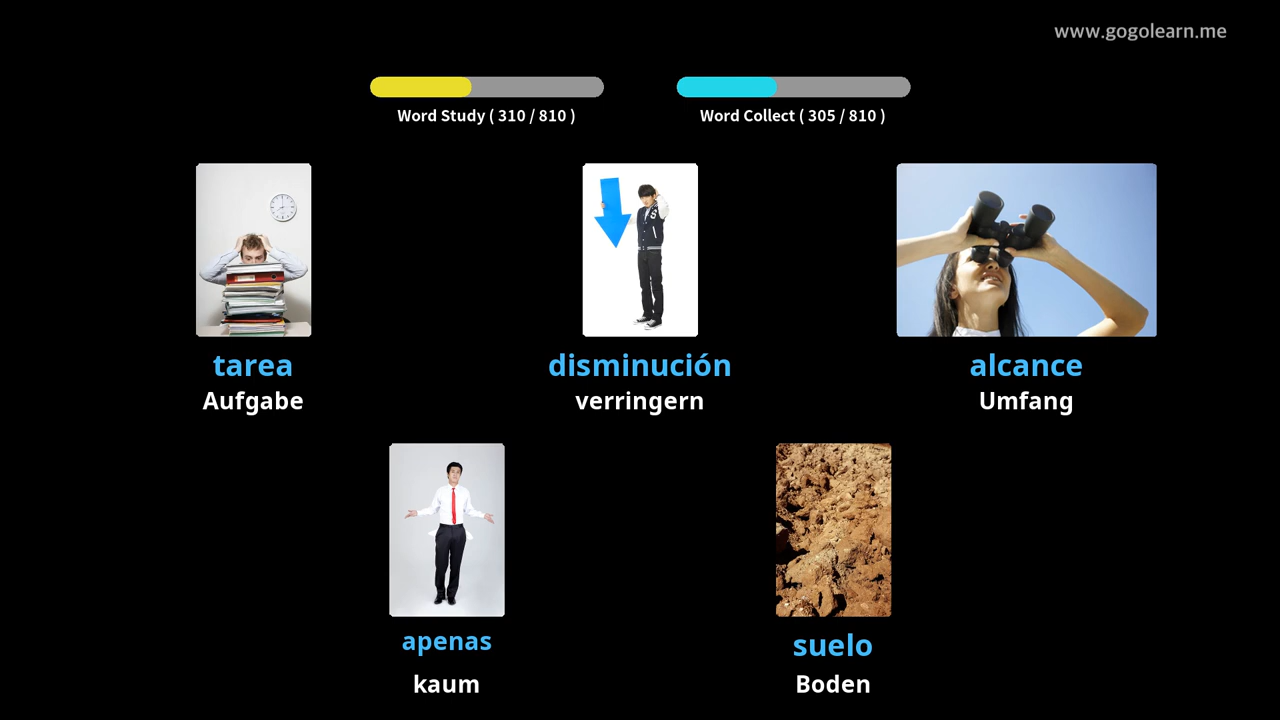 www.gogolearn.me
Word Study ( 310 / 810 )
Word Collect ( 305 / 810 )
tarea
Aufgabe
disminución
verringern
alcance
Umfang
apenas
kaum
suelo
Boden